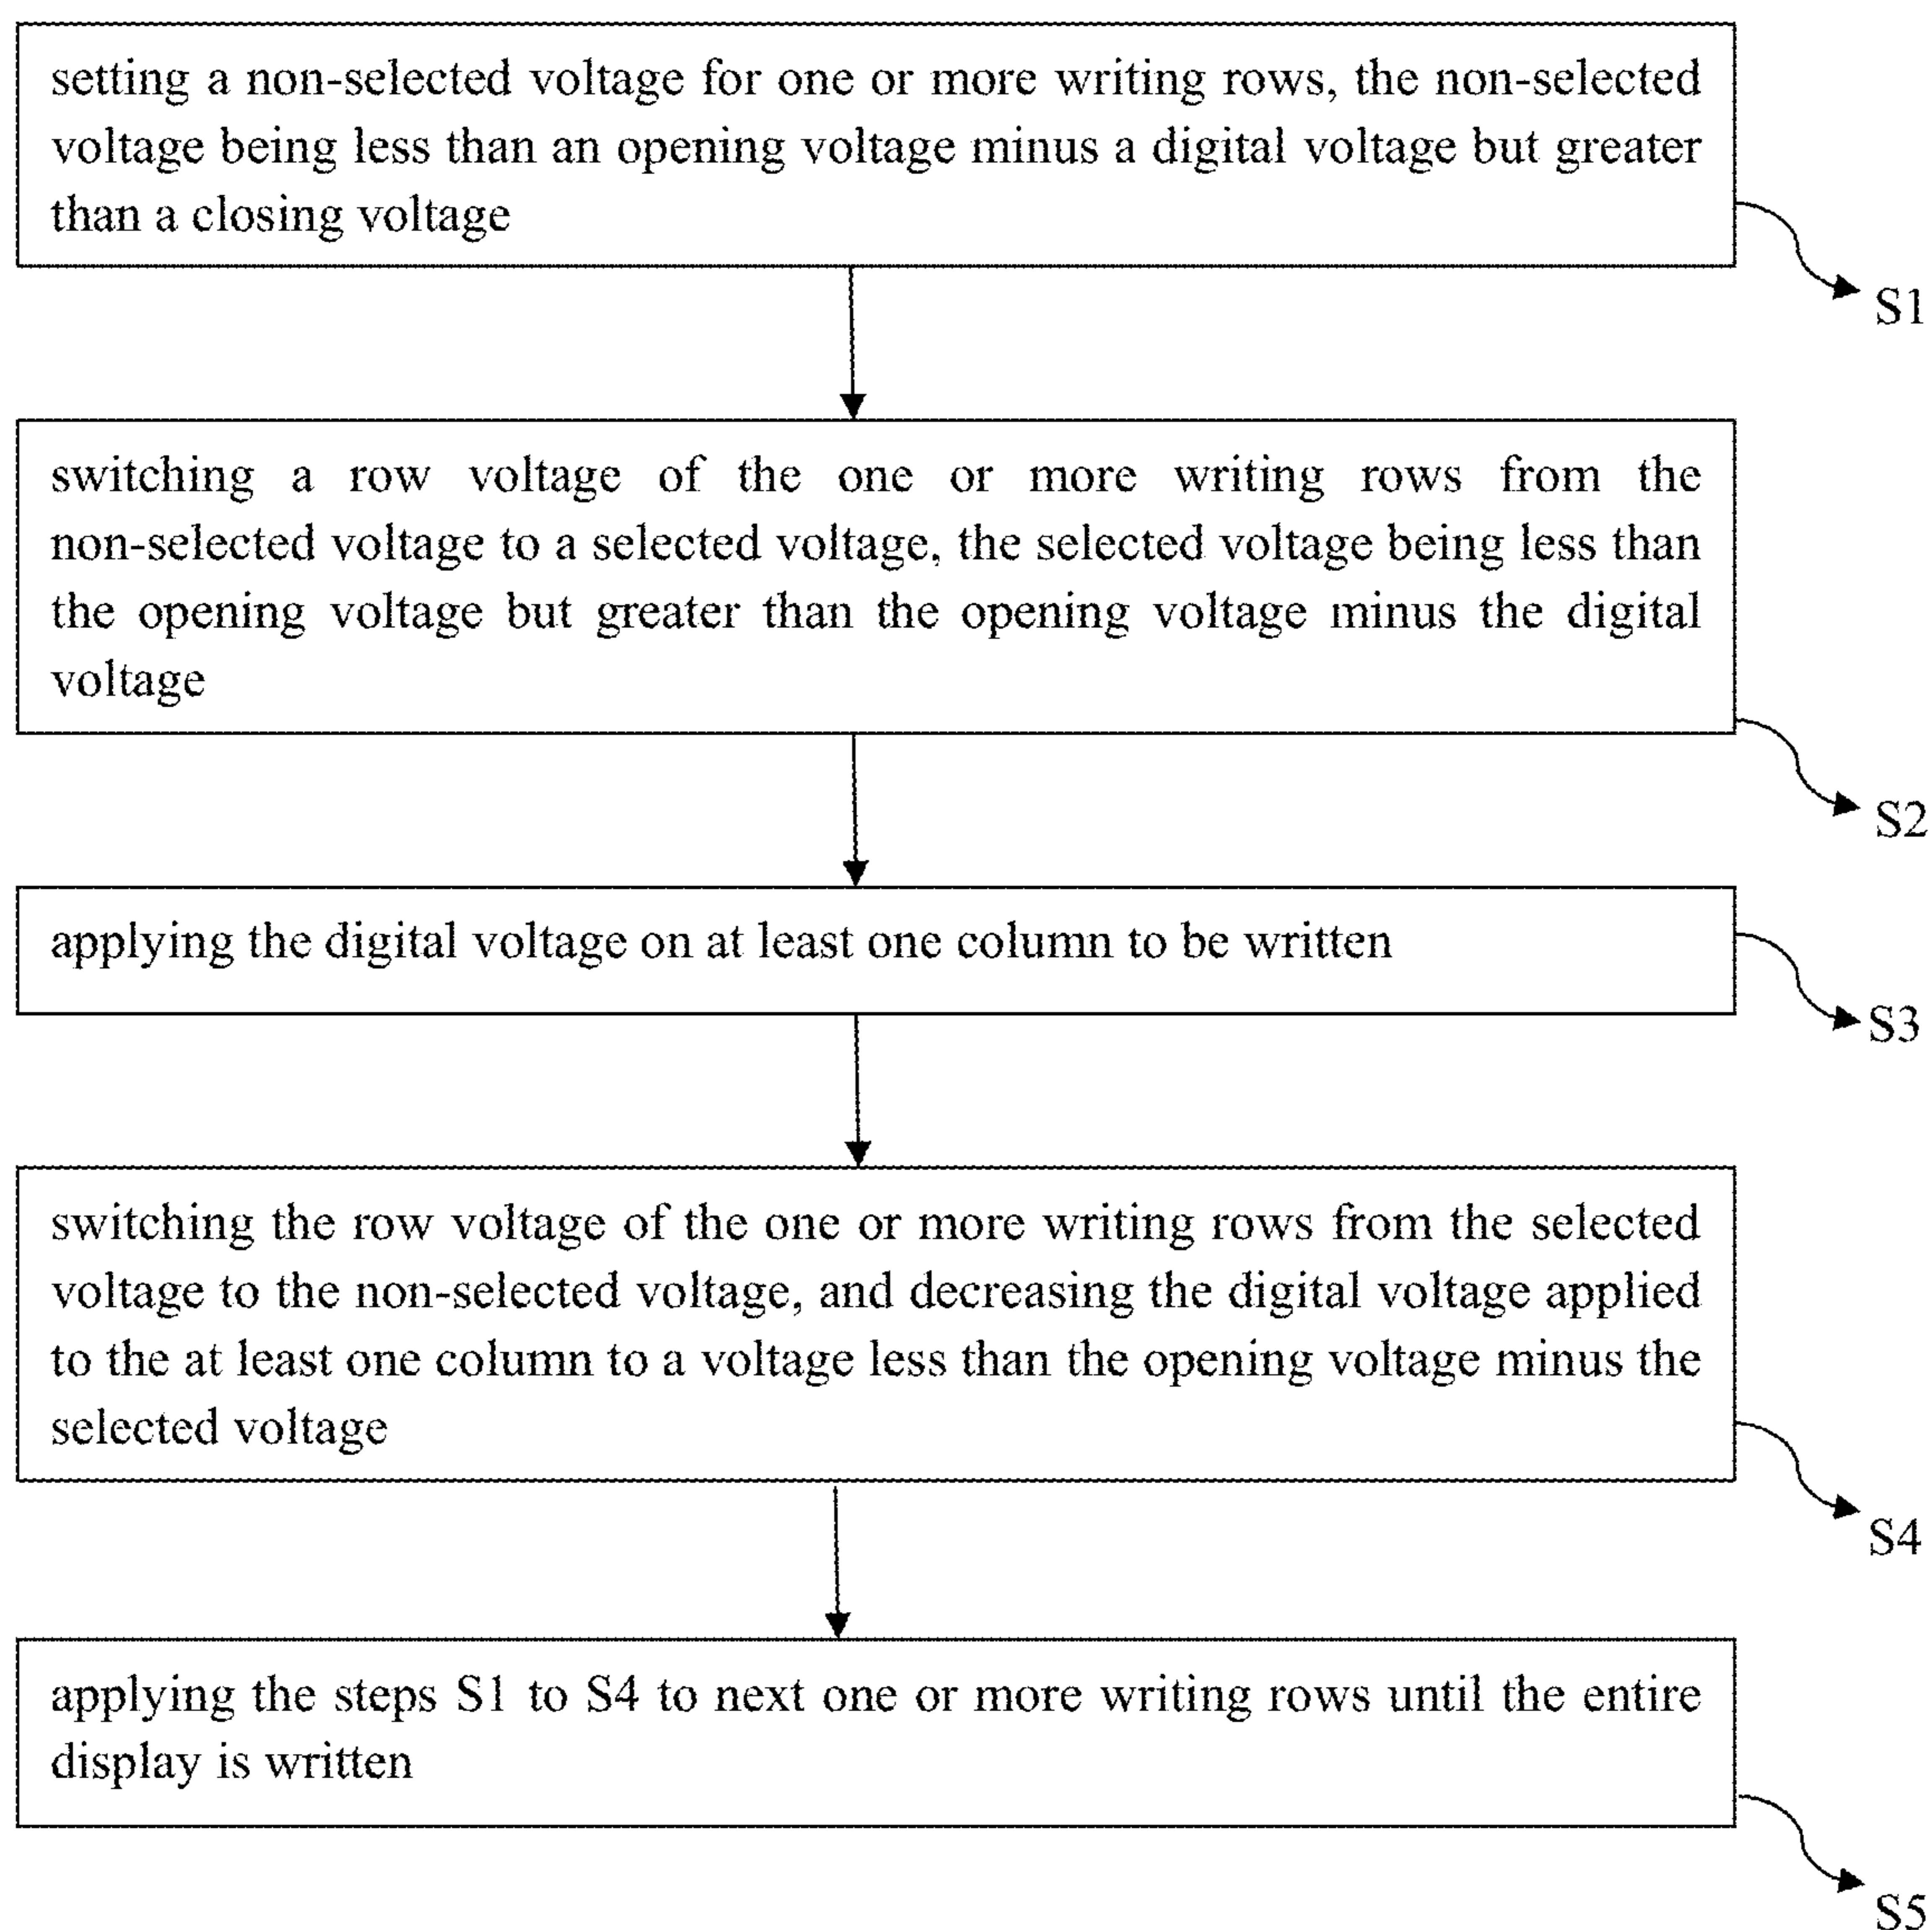 setting a non-selected voltage for one or more writing rows, the non-selected
voltage being less than an opening voltage minus a digital voltage but greater
than a closing voltage
S1
switching a row voltage of the one or more writing rows from the
non-selected voltage to a selected voltage, the selected voltage being less than
the opening voltage but greater than the opening voltage minus the digital
voltage
S2
applying the digital voltage on at least one column to be written
S3
switching the row voltage of the one or more writing rows from the selected
voltage to the non-selected voltage, and decreasing the digital voltage applied
to the at least one column to a voltage less than the opening voltage minus the
selected voltage
S4
applying the steps S1 to S4 to next one or more writing rows until the entire
display is written
S5